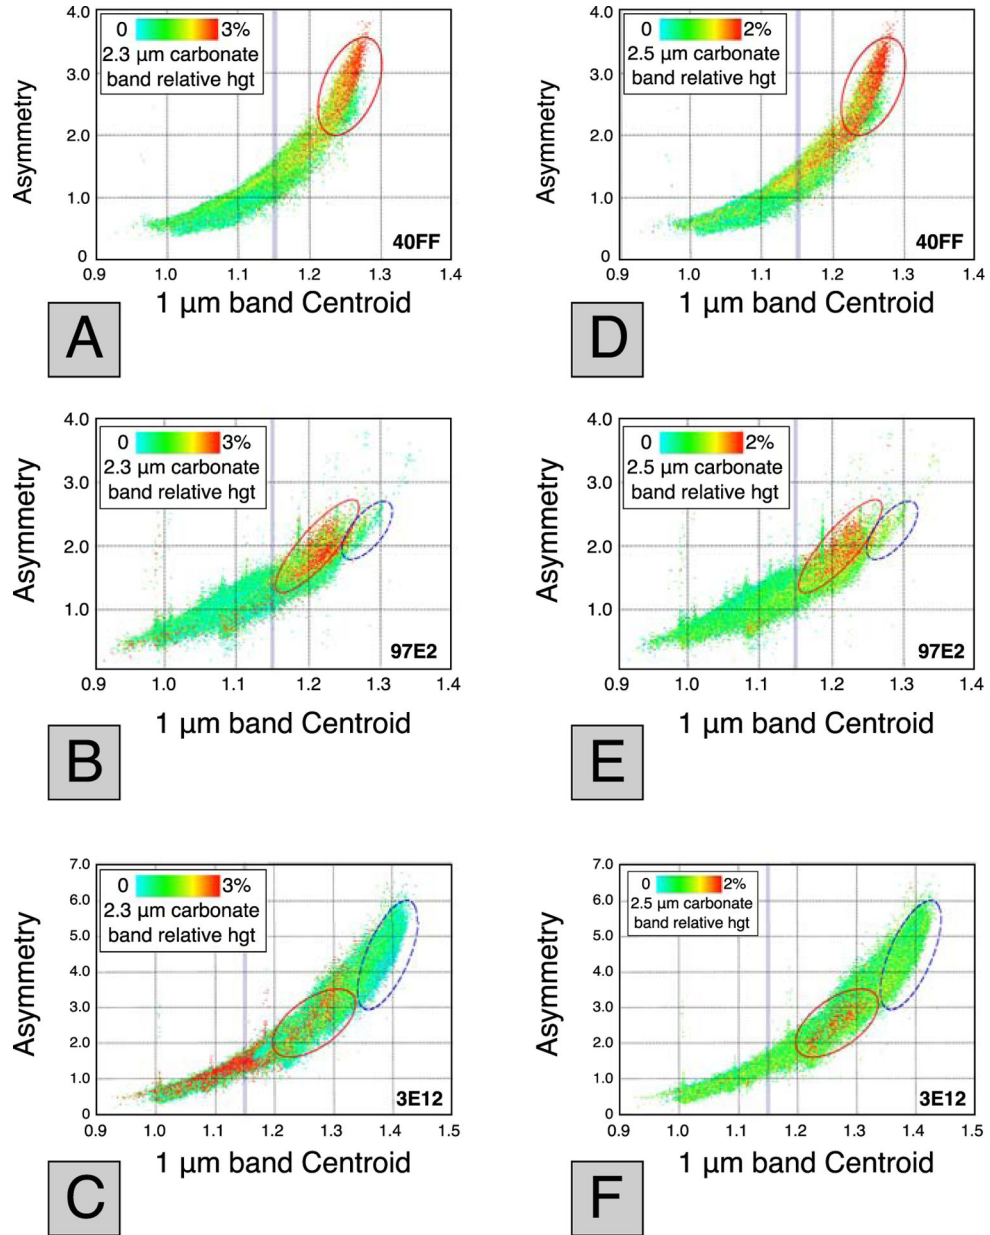 4.0
0 3%
2.3 µm carbonate
band relative hgt
3.0
2.0
1.0
0
Asymmetry
40FF
0.9 1.0 1.1 1.2 1.3 1.4
1 µm band Centroid
A
4.0
0 2%
2.5 µm carbonate
band relative hgt
3.0
2.0
1.0
0
Asymmetry
40FF
0.9 1.0 1.1 1.2 1.3 1.4
1 µm band Centroid
D
4.0
0 3%
2.3 µm carbonate
band relative hgt
3.0
2.0
1.0
Asymmetry
97E2
0.9 1.0 1.1 1.2 1.3 1.4
1 µm band Centroid
B
4.0
0 2%
2.5 µm carbonate
band relative hgt
3.0
2.0
1.0
Asymmetry
97E2
0.9 1.0 1.1 1.2 1.3 1.4
1 µm band Centroid
E
7.0
0 3%
2.3 µm carbonate
band relative hgt
6.0
5.0
4.0
3.0
2.0
1.0
0
Asymmetry
3E12
0.9 1.0 1.1 1.2 1.3 1.4 1.5
1 µm band Centroid
C
7.0
0 2%
2.5 µm carbonate
band relative hgt
6.0
5.0
4.0
3.0
2.0
1.0
0
Asymmetry
3E12
0.9 1.0 1.1 1.2 1.3 1.4 1.5
1 µm band Centroid
F